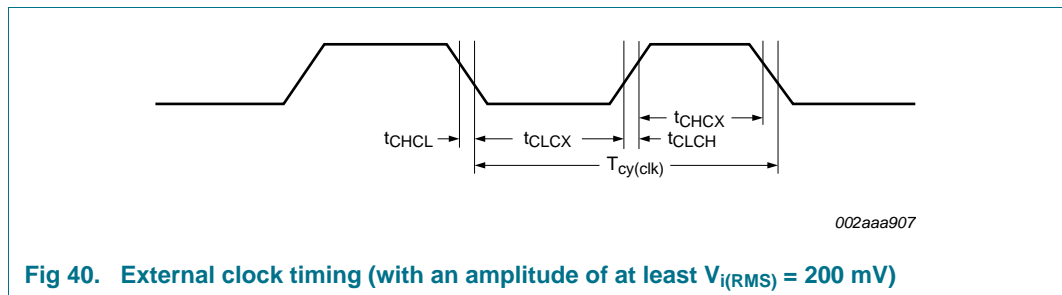 tCHCX
tCHCL
tCLCX
tCLCH
Tcy(clk)
002aaa907
Fig 40. External clock timing (with an amplitude of at least Vi(RMS) = 200 mV)